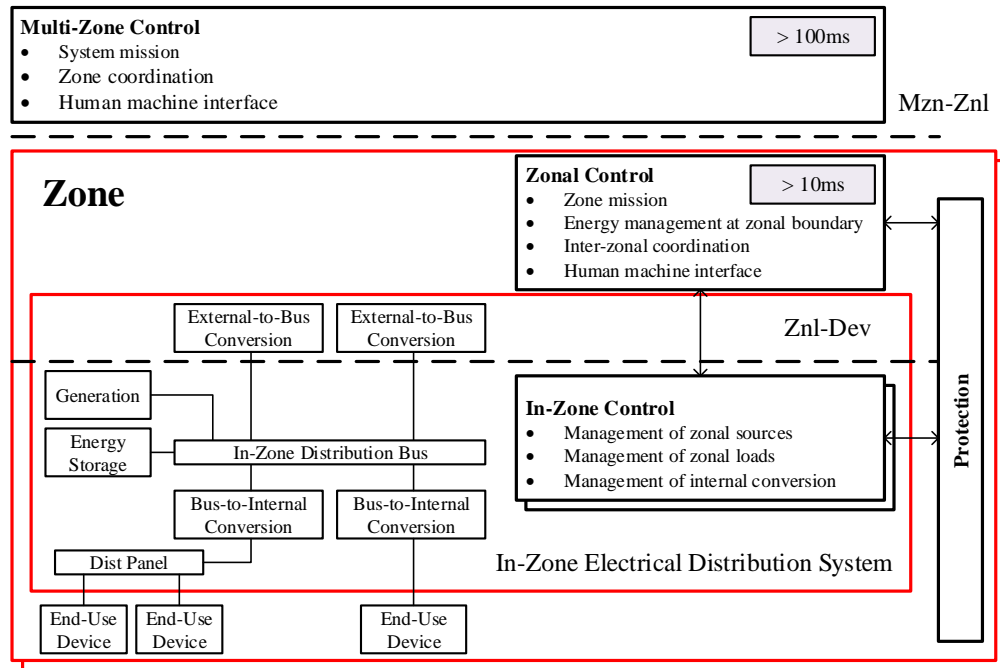 Multi-Zone Control
• System mission
• Zone coordination
• Human machine interface
> 100ms
Mzn-Znl
Zone
Zonal Control
• Zone mission
• Energy management at zonal boundary
• Inter-zonal coordination
• Human machine interface
> 10ms
External-to-Bus
Conversion
External-to-Bus
Conversion
Znl-Dev
Generation
Energy
Storage
In-Zone Distribution Bus
Bus-to-Internal
Conversion
Bus-to-Internal
Conversion
Dist Panel
In-Zone Control
• Management of zonal sources
• Management of zonal loads
• Management of internal conversion
Protection
In-Zone Electrical Distribution System
End-Use
Device
End-Use
Device
End-Use
Device